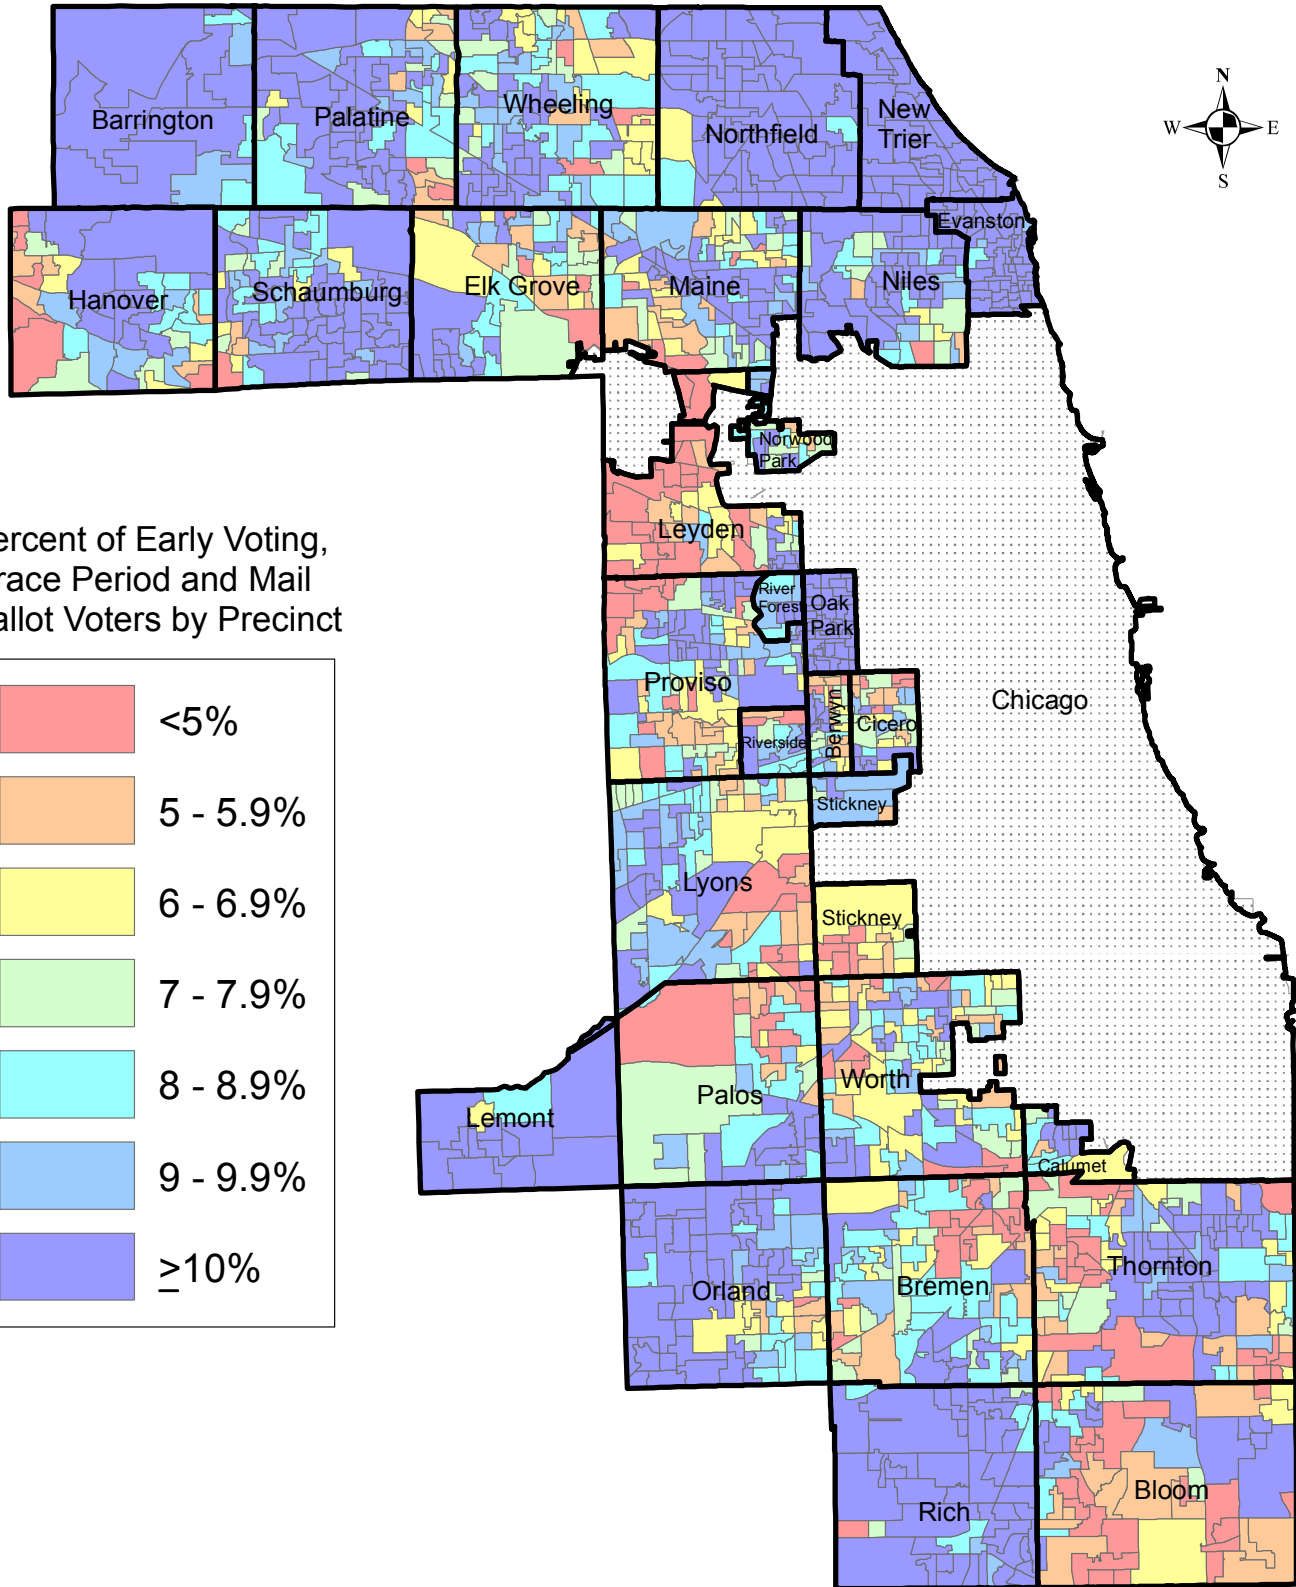 N
W E
S
Barrington
Palatine
Wheeling
Northfield
New
Trier
Evanston
Hanover
Schaumburg
Elk Grove
Maine
Niles
Norwood
Park
Leyden
ercent of Early Voting,
race Period and Mail
allot Voters by Precinct
<5%
5 - 5.9%
6 - 6.9%
7 - 7.9%
8 - 8.9%
9 - 9.9%
≥10%
River
Forest
Oak
Park
Proviso
Riverside
Berwyn
Cicero
Chicago
Stickney
Lyons
Stickney
Worth
Palos
Lemont
Calumet
Orland
Bremen
Thornton
Rich
Bloom